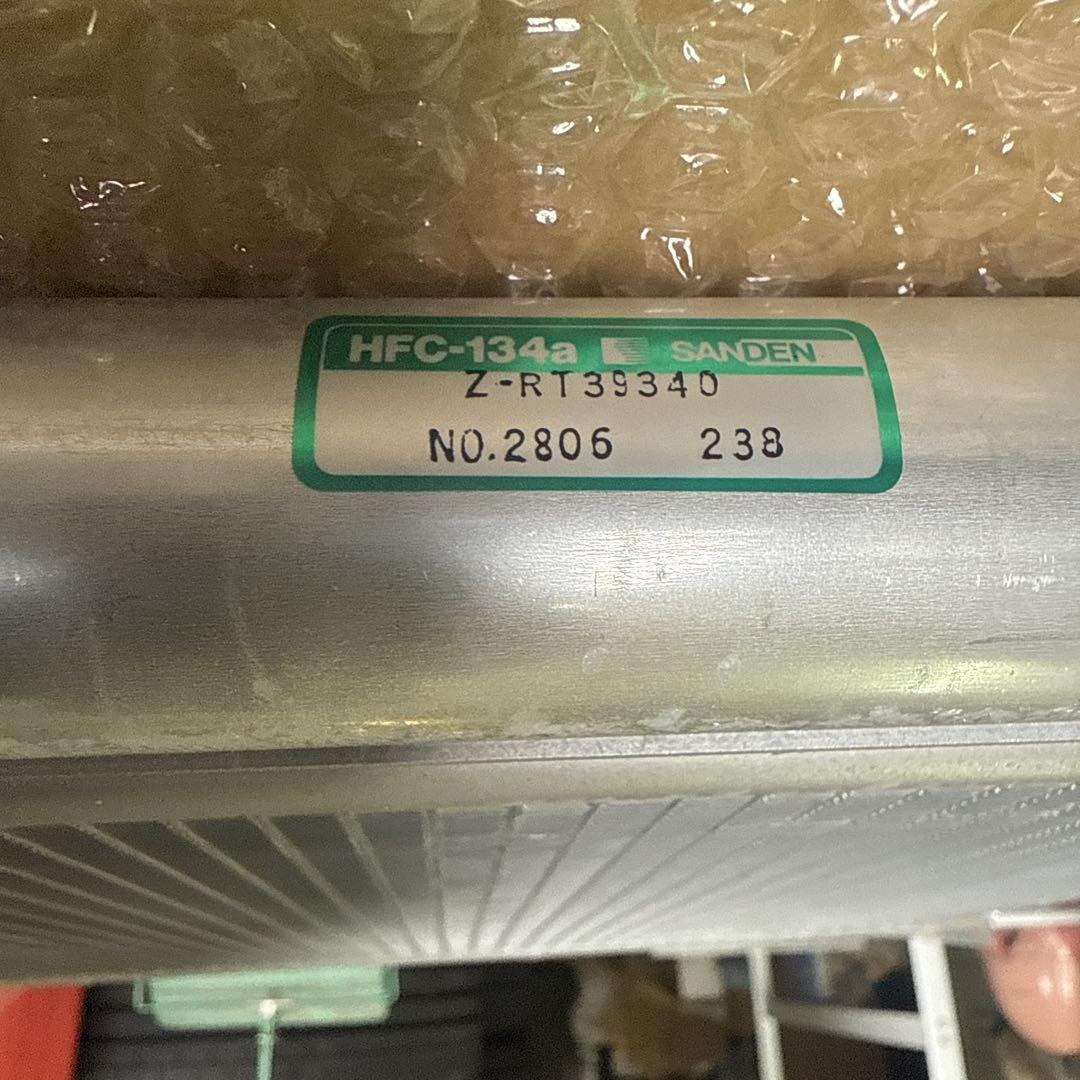 HFC-134a SANDEN
Z-RT39340
NO.2806 238